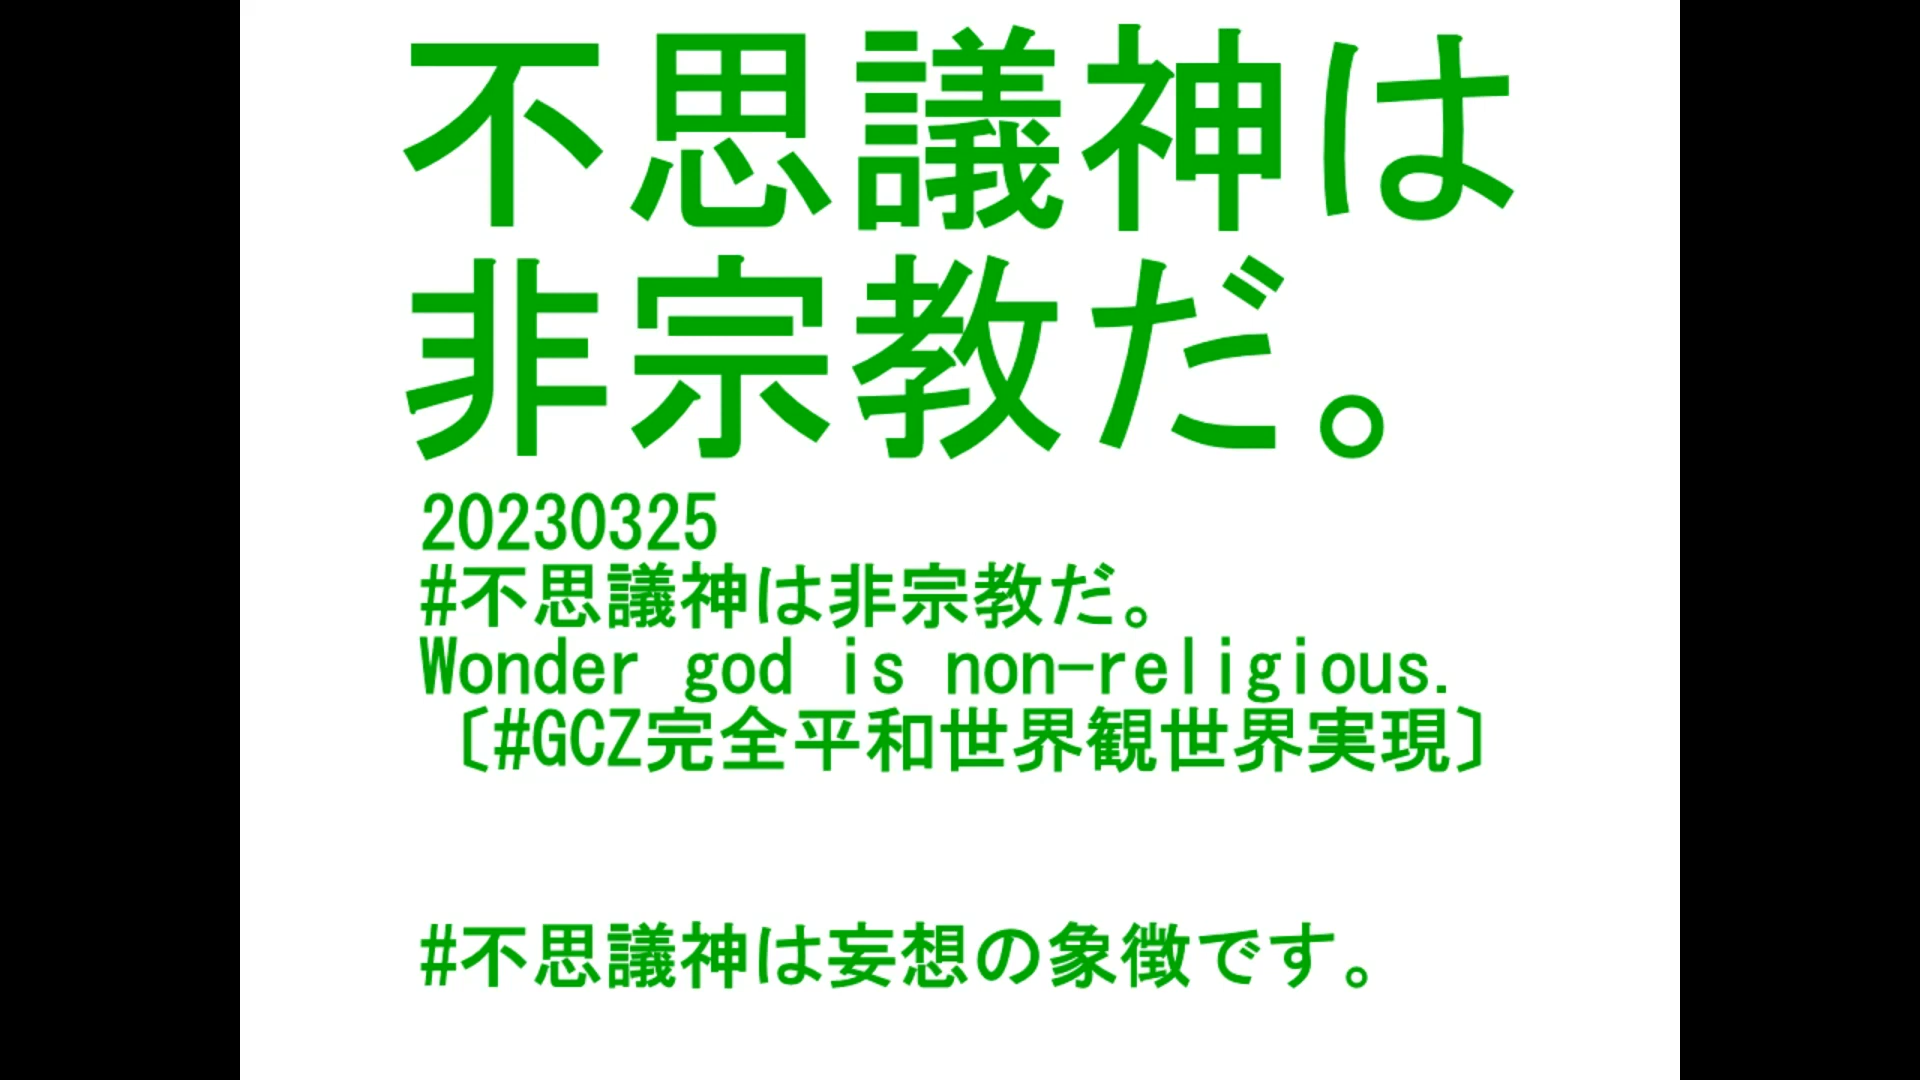 不思議神は
非宗教だ。
20230325
#不思議神は非宗教だ。
Wonder god is non-religious.
〔#GCZ完全平和世界観世界実現〕
#不思議神は妄想の象徴です。